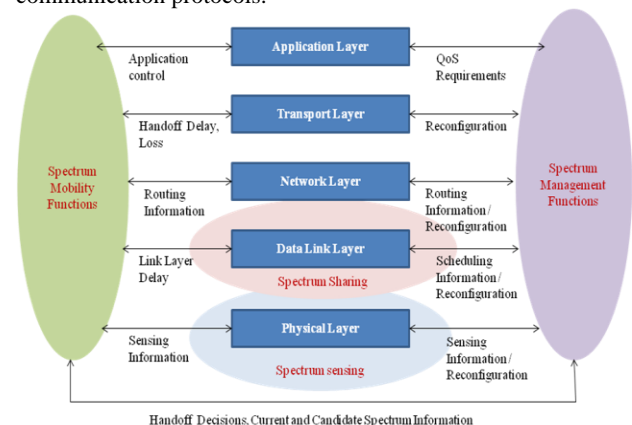 communication protocols.
Application Layer
Application
control
QoS
Requirements
Transport Layer
Handoff Delay,
Loss
Reconfiguration
Spectrum
Mobility
Functions
Network Layer
Spectrum
Management
Functions
Routing
Information
Routing
Information/
Reconfiguration
Data Link Layer
Link Layer
Delay
Spectrum Sharing
Scheduling
Information/
Reconfiguration
Physical Layer
Sensing
Information
Spectrum sensing
Sensing
Information/
Reconfiguration
Handoff Decisions, Current and Candidate Spectrum Information